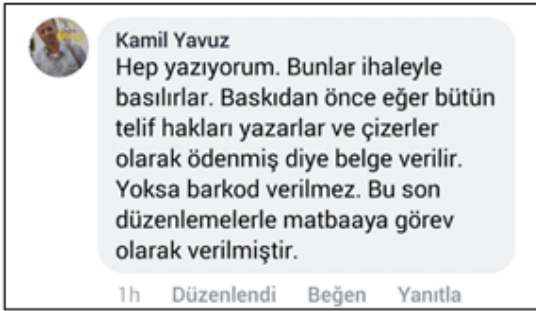 Kamil Yavuz
Hep yazıyorum. Bunlar ihaleyle
basılırlar. Baskıdan önce eğer bütün
telif hakları yazarlar ve çizerler
olarak ödenmiş diye belge verilir.
Yoksa barkod verilmez. Bu son
düzenlemelerle matbaaya görev
olarak verilmiştir.
1h Düzenlendi Beğen Yanıtla